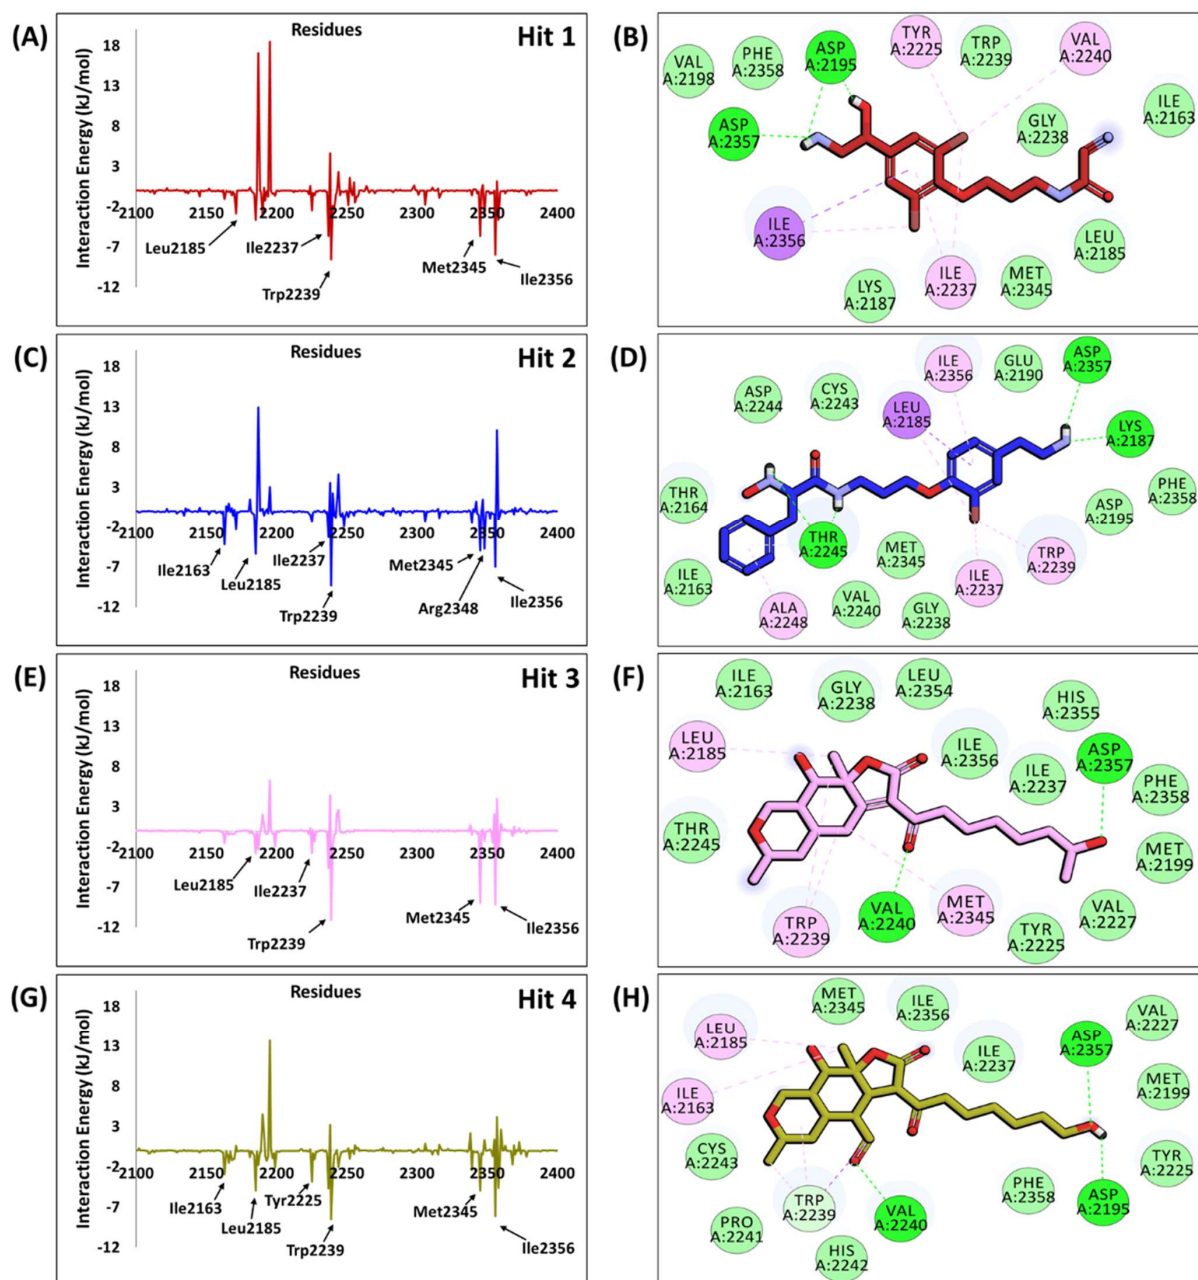 (A)
Residues
Hit 1
Interaction Energy (kJ/mol)
18
13
8
3
-2
-7
-12
2100 2150 2200 2250 2300 2350 2400
Leu2185
Ile2237
Trp2239
Met2345
Ile2356
(B)
VAL
A:2198
PHE
A:2358
ASP
A:2195
TYR
A:2225
TRP
A:2239
VAL
A:2240
ASP
A:2357
GLY
A:2238
ILE
A:2163
ILE
A:2356
LEU
A:2185
LYS
A:2187
ILE
A:2237
MET
A:2345
(C)
Residues
Hit 2
Interaction Energy (kJ/mol)
18
13
8
3
-2
-7
-12
2100 2150 2200 2250 2300 2350 2400
Ile2163
Leu2185
Ile2237
Trp2239
Met2345
Arg2348
Ile2356
(D)
ASP
A:2244
CYS
A:2243
ILE
A:2356
GLU
A:2190
ASP
A:2357
LEU
A:2185
LYS
A:2187
THR
A:2164
ASP
A:2195
PHE
A:2358
ILE
A:2163
THR
A:2245
MET
A:2345
TRP
A:2239
ALA
A:2248
VAL
A:2240
GLY
A:2238
ILE
A:2237
(E)
Residues
Hit 3
Interaction Energy (kJ/mol)
18
13
8
3
-2
-7
-12
2100 2150 2200 2250 2300 2350 2400
Leu2185
Ile2237
Trp2239
Met2345
Ile2356
(F)
ILE
A:2163
GLY
A:2238
LEU
A:2354
HIS
A:2355
LEU
A:2185
ILE
A:2356
ILE
A:2237
ASP
A:2357
PHE
A:2358
THR
A:2245
MET
A:2199
TRP
A:2239
VAL
A:2240
MET
A:2345
TYR
A:2225
VAL
A:2227
(G)
Residues
Hit 4
Interaction Energy (kJ/mol)
18
13
8
3
-2
-7
-12
2100 2150 2200 2250 2300 2350 2400
Ile2163
Leu2185
Tyr2225
Trp2239
Met2345
Ile2356
(H)
MET
A:2345
ILE
A:2356
VAL
A:2227
LEU
A:2185
ILE
A:2237
ASP
A:2357
ILE
A:2163
MET
A:2199
CYS
A:2243
TYR
A:2225
TRP
A:2239
PHE
A:2358
ASP
A:2195
PRO
A:2241
VAL
A:2240
HIS
A:2242